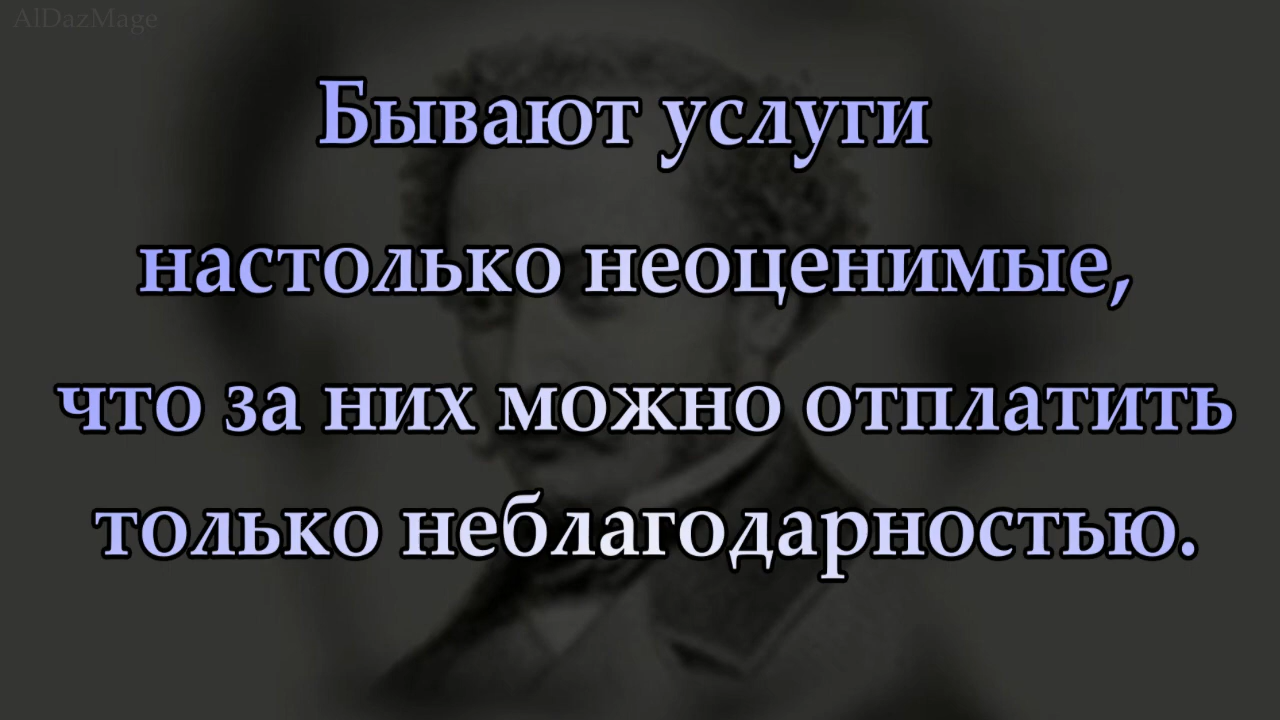 AlDazMage
Бывают услуги
настолько неоценимые,
что за них можно отплатить
только неблагодарностью.